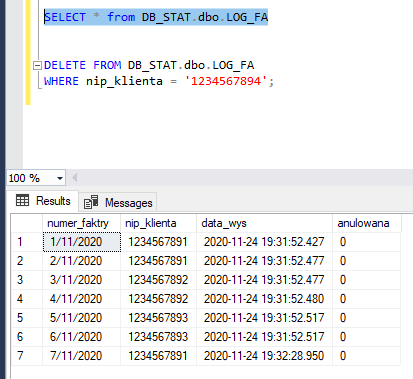 SELECT * from DB_STAT.dbo.LOG_FA
DELETE FROM DB_STAT.dbo.LOG_FA
WHERE nip_klienta = '1234567894';
100 %
Results Messages
numer_faktry nip_klienta data_wys anulowana
1 1/11/2020 1234567891 2020-11-24 19:31:52.427 0
2 2/11/2020 1234567891 2020-11-24 19:31:52.477 0
3 3/11/2020 1234567892 2020-11-24 19:31:52.477 0
4 4/11/2020 1234567892 2020-11-24 19:31:52.480 0
5 5/11/2020 1234567893 2020-11-24 19:31:52.517 0
6 6/11/2020 1234567893 2020-11-24 19:31:52.517 0
7 7/11/2020 1234567891 2020-11-24 19:32:28.950 0